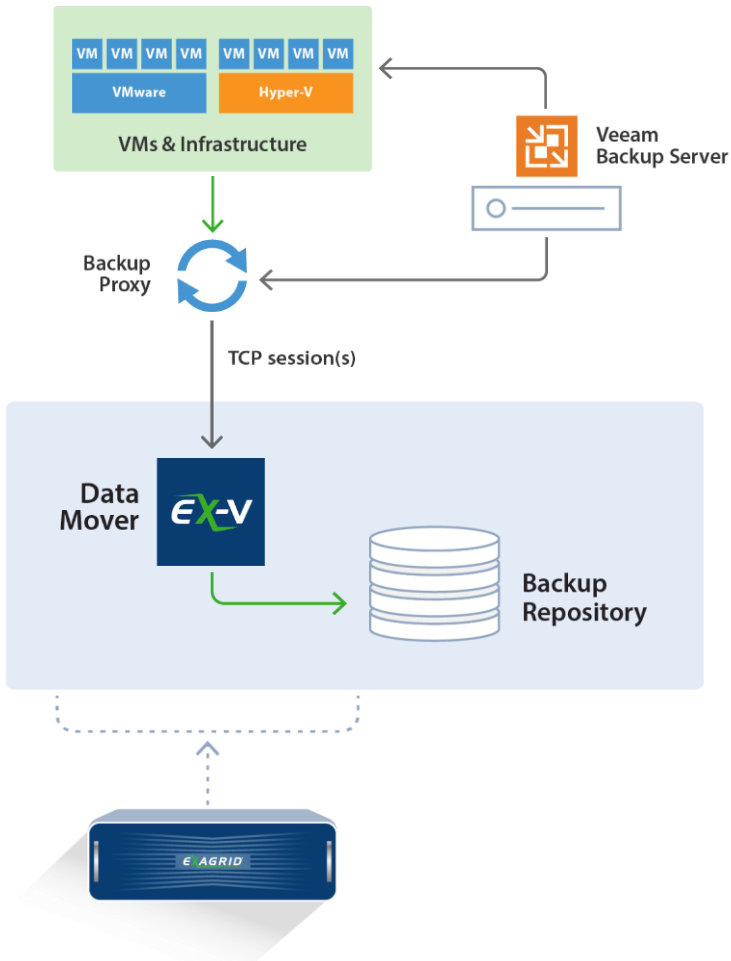 VM VM VM VM VM VM VM VM
VMware Hyper-V
VMs & Infrastructure
Veeam
Backup Server
Backup
Proxy
TCP session(s)
Data
Mover
EX-V
Backup
Repository
EXAGRID